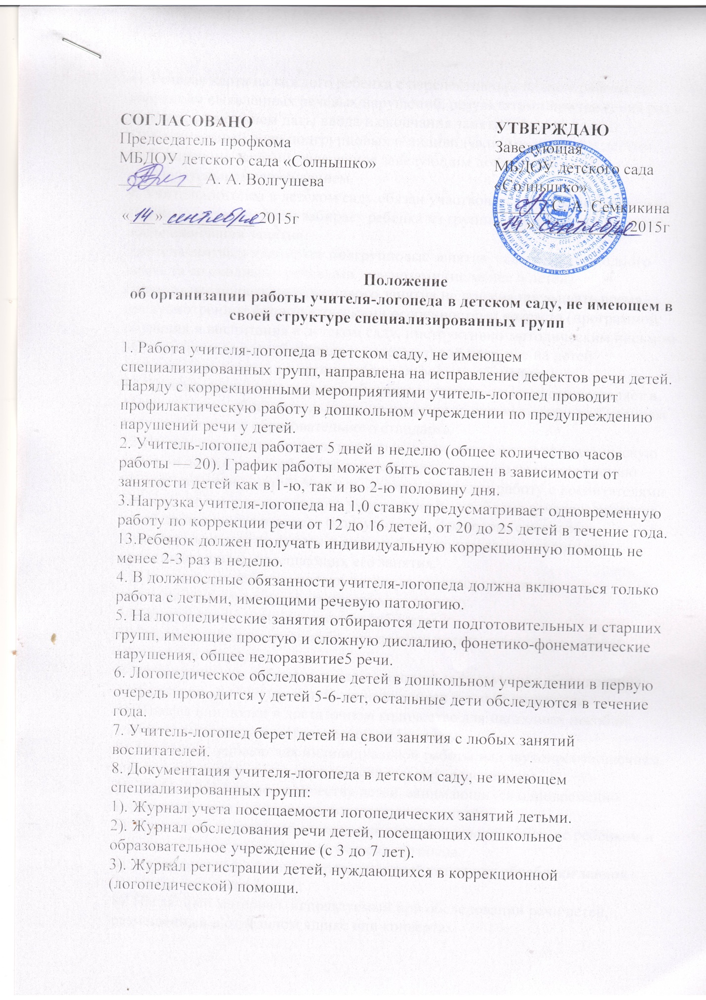 СОГЛАСОВАНО
Председатель профкома
МБДОУ детского сада «Солнышко»
____________ А. А. Волгушева
«14» сентября 2015г
УТВЕРЖДАЮ
Заведующая
МБДОУ детского сада
«Солнышко»
С. А. Семкикина
«14» сентября 2015г
Положение
об организации работы учителя-логопеда в детском саду, не имеющем в
своей структуре специализированных групп
1. Работа учителя-логопеда в детском саду, не имеющем
специализированных групп, направлена на исправление дефектов речи детей.
Наряду с коррекционными мероприятиями учитель-логопед проводит
профилактическую работу в дошкольном учреждении по предупреждению
нарушений речи у детей.
2. Учитель-логопед работает 5 дней в неделю (общее количество часов
работы — 20). График работы может быть составлен в зависимости от
занятости детей как в 1-ю, так и во 2-ю половину дня.
3.Нагрузка учителя-логопеда на 1,0 ставку предусматривает одновременную
работу по коррекции речи от 12 до 16 детей, от 20 до 25 детей в течение года.
13.Ребенок должен получать индивидуальную коррекционную помощь не
менее 2-3 раз в неделю.
4. В должностные обязанности учителя-логопеда должна включаться только
работа с детьми, имеющими речевую патологию.
5. На логопедические занятия отбираются дети подготовительных и старших
групп, имеющие простую и сложную дислалию, фонетико-фонематические
нарушения, общее недоразвитие5 речи.
6. Логопедическое обследование детей в дошкольном учреждении в первую
очередь проводится у детей 5-6-лет, остальные дети обследуются в течение
года.
7. Учитель-логопед берет детей на свои занятия с любых занятий
воспитателей.
8. Документация учителя-логопеда в детском саду, не имеющем
специализированных групп:
1). Журнал учета посещаемости логопедических занятий детьми.
2). Журнал обследования речи детей, посещающих дошкольное
образовательное учреждение (с 3 до 7 лет).
3). Журнал регистрации детей, нуждающихся в коррекционной
(логопедической) помощи.